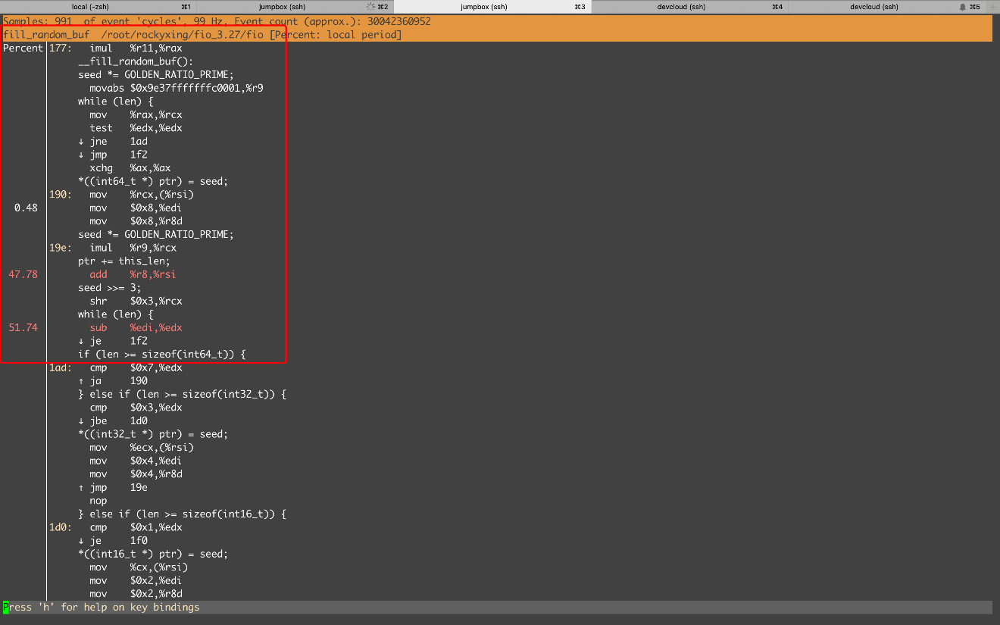 local (-zsh) ⌘1 jumpbox (ssh) ⌘2 jumpbox (ssh) ⌘3 devcloud (ssh) ⌘4 devcloud (ssh) ⌘5
Samples: 991  of event 'cycles', 99 Hz, Event count (approx.): 30042360952
fill_random_buf  /root/rockyxing/fio_3.27/fio [Percent: local period]
Percent 177:   imul   %r11,%rax
__fill_random_buf():
seed *= GOLDEN_RATIO_PRIME;
movabs $0x9e37fffffffc0001,%r9
while (len) {
mov    %rax,%rcx
test   %edx,%edx
↓ jne    1ad
↓ jmp    1f2
xchg   %ax,%ax
*((int64_t *) ptr) = seed;
190:   mov    %rcx,(%rsi)
0.48   mov    $0x8,%edi
mov    $0x8,%r8d
seed *= GOLDEN_RATIO_PRIME;
19e:   imul   %r9,%rcx
ptr += this_len;
47.78   add    %r8,%rsi
seed >>= 3;
shr    $0x3,%rcx
while (len) {
51.74   sub    %edi,%edx
↓ je     1f2
if (len >= sizeof(int64_t)) {
1ad:   cmp    $0x7,%edx
↑ ja     190
} else if (len >= sizeof(int32_t)) {
cmp    $0x3,%edx
↓ jbe    1d0
*((int32_t *) ptr) = seed;
mov    %ecx,(%rsi)
mov    $0x4,%edi
mov    $0x4,%r8d
↑ jmp    19e
nop
} else if (len >= sizeof(int16_t)) {
1d0:   cmp    $0x1,%edx
↓ je     1f0
*((int16_t *) ptr) = seed;
mov    %cx,(%rsi)
mov    $0x2,%edi
mov    $0x2,%r8d
Press 'h' for help on key bindings